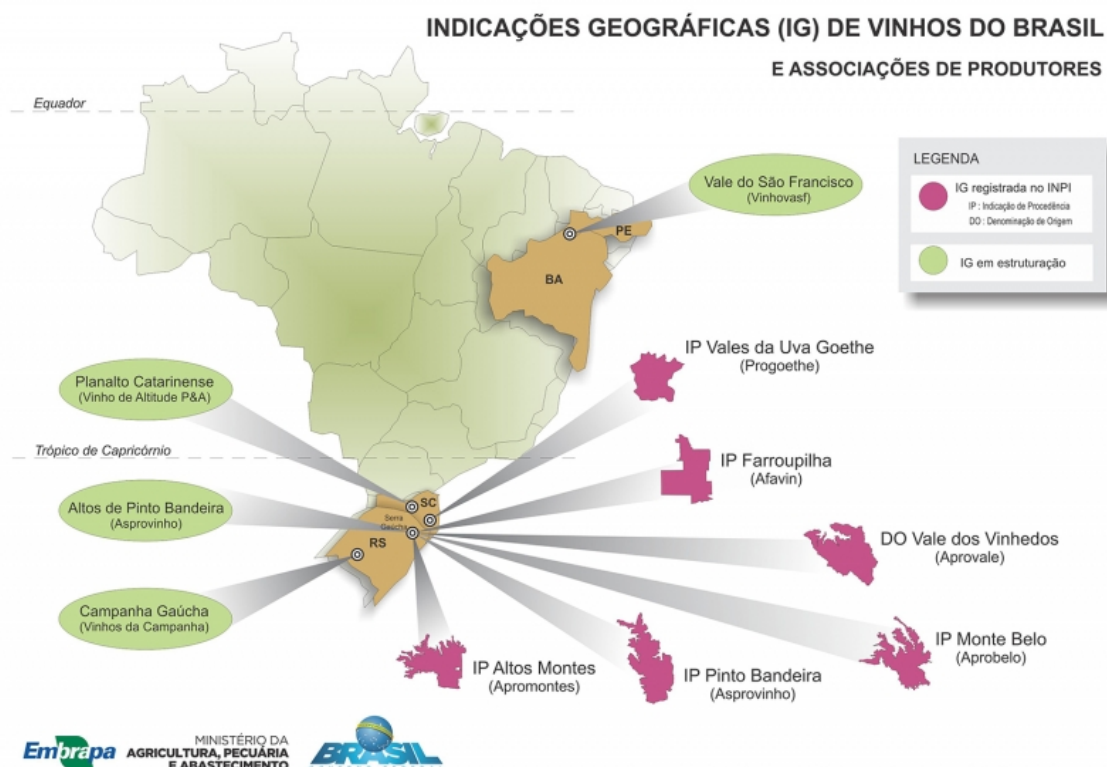 INDICAÇÕES GEOGRÁFICAS (IG) DE VINHOS DO BRASIL
E ASSOCIAÇÕES DE PRODUTORES
Equador
LEGENDA
IG registrada no INPI
IP : Indicação de Procedência
DO : Denominação de Origem
IG em estruturação
Vale do São Francisco
(Vinhovasf)
PE
BA
IP Vales da Uva Goethe
(Progoethe)
Planalto Catarinense
(Vinho de Altitude P&A)
Trópico de Capricórnio
IP Farroupilha
(Afavin)
Altos de Pinto Bandeira
(Asprovinho)
SC
Serra
Gaúcha
RS
DO Vale dos Vinhedos
(Aprovale)
Campanha Gaúcha
(Vinhos da Campanha)
IP Monte Belo
(Aprobelo)
IP Altos Montes
(Apromontes)
IP Pinto Bandeira
(Asprovinho)
Embrapa
MINISTÉRIO DA
AGRICULTURA, PECUÁRIA
E ABASTECIMENTO
BRASIL